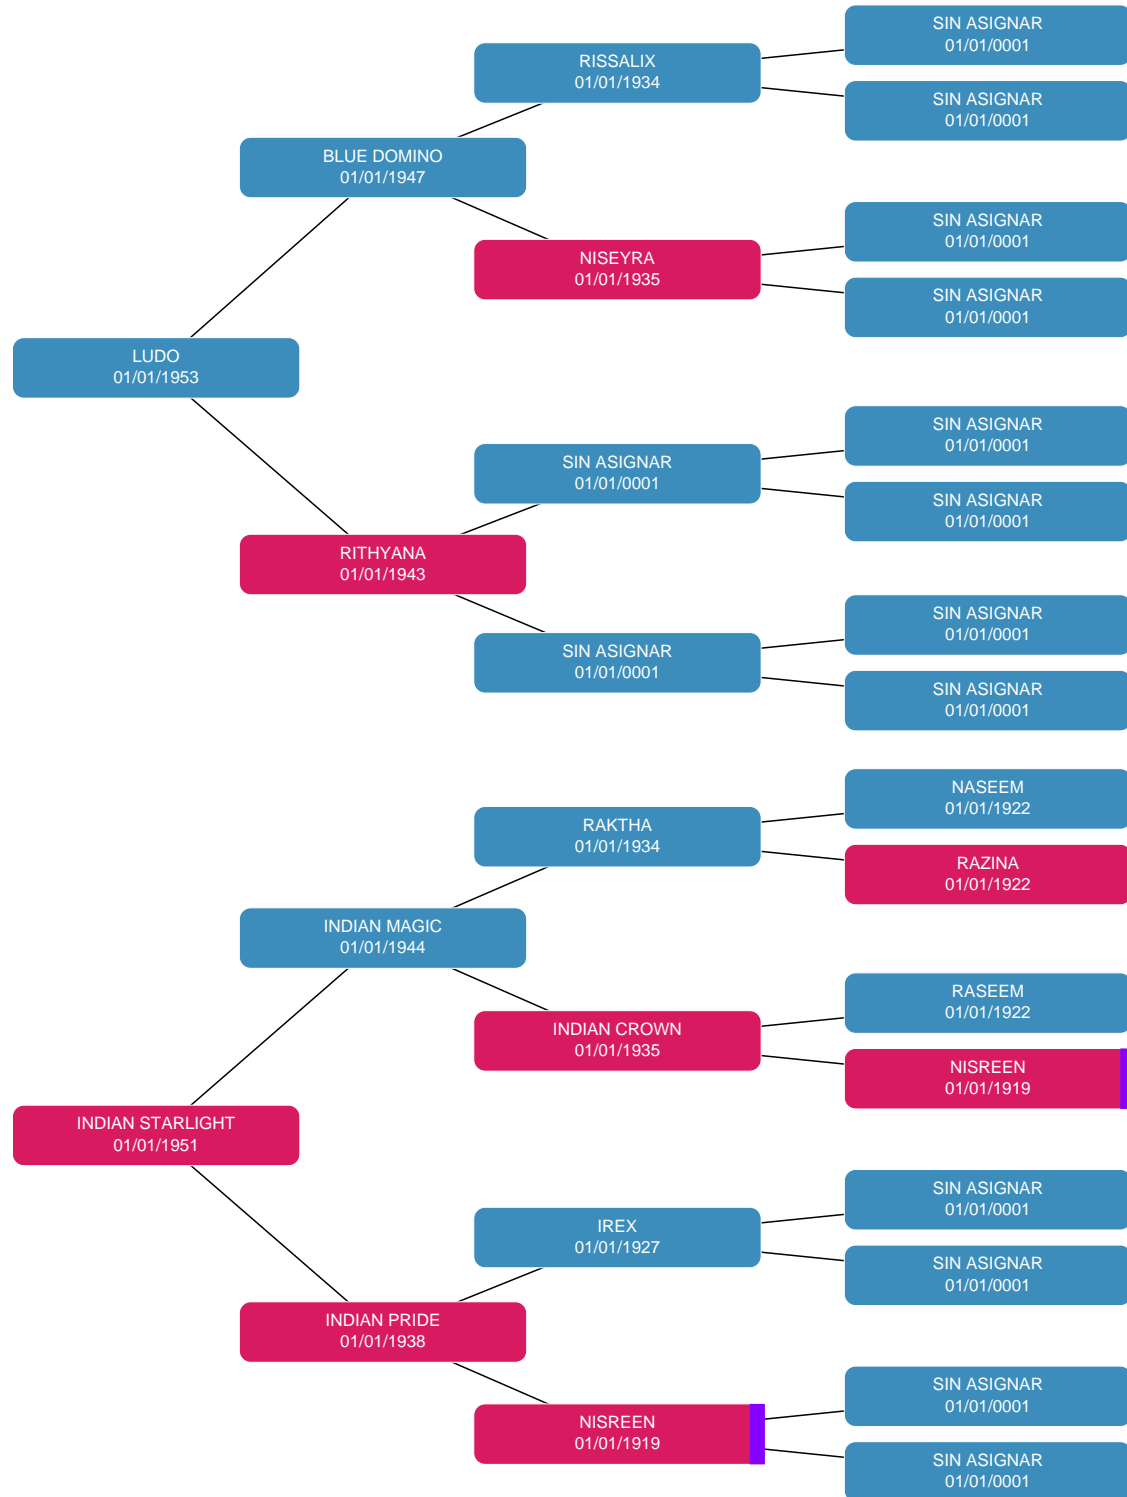 SIN ASIGNAR
01/01/0001
RISSALIX
01/01/1934
SIN ASIGNAR
01/01/0001
BLUE DOMINO
01/01/1947
SIN ASIGNAR
01/01/0001
NISEYRA
01/01/1935
SIN ASIGNAR
01/01/0001
LUDO
01/01/1953
SIN ASIGNAR
01/01/0001
SIN ASIGNAR
01/01/0001
SIN ASIGNAR
01/01/0001
RITHYANA
01/01/1943
SIN ASIGNAR
01/01/0001
SIN ASIGNAR
01/01/0001
SIN ASIGNAR
01/01/0001
NASEEM
01/01/1922
RAKTHA
01/01/1934
RAZINA
01/01/1922
INDIAN MAGIC
01/01/1944
RASEEM
01/01/1922
INDIAN CROWN
01/01/1935
NISREEN
01/01/1919
INDIAN STARLIGHT
01/01/1951
SIN ASIGNAR
01/01/0001
IREX
01/01/1927
SIN ASIGNAR
01/01/0001
INDIAN PRIDE
01/01/1938
SIN ASIGNAR
01/01/0001
NISREEN
01/01/1919
SIN ASIGNAR
01/01/0001